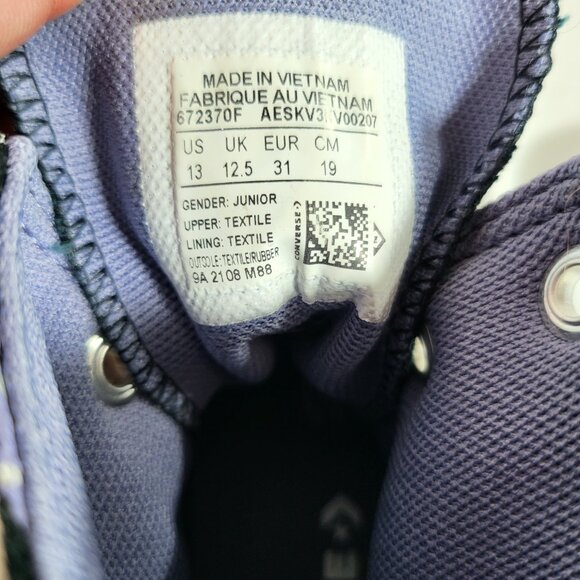 MADE IN VIETNAM
FABRIQUE AU VIETNAM
672370F
US UK EUR CM
13 12.5 31 19
GENDER: JUNIOR
UPPER: TEXTILE
LINING: TEXTILE
OUTSOLE: TEXTILE/RUBBER
9A 2108 M88
CONVERSE